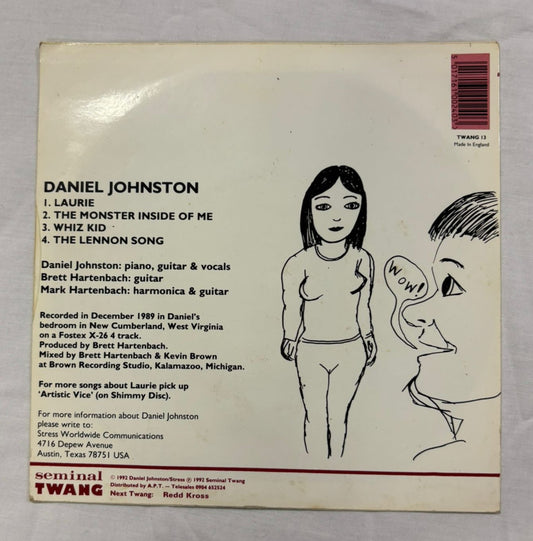 5 017161 002403
TWANG 13
Made In England
DANIEL JOHNSTON
1. LAURIE
2. THE MONSTER INSIDE OF ME
3. WHIZ KID
4. THE LENNON SONG
Daniel Johnston: piano, guitar & vocals
Brett Hartenbach: guitar
Mark Hartenbach: harmonica & guitar
Recorded in December 1989 in Daniel's
bedroom in New Cumberland, West Virginia
on a Fostex X-26 4 track.
Produced by Brett Hartenbach.
Mixed by Brett Hartenbach & Kevin Brown
at Brown Recording Studio, Kalamazoo, Michigan.
For more songs about Laurie pick up
'Artistic Vice' (on Shimmy Disc).
For more information about Daniel Johnston
please write to:
Stress Worldwide Communications
4716 Depew Avenue
Austin, Texas 78751 USA
WOW!
seminal
TWANG
© 1992 Daniel Johnston/Stress ℗ 1992 Seminal Twang
Distributed by A.P.T. – Telesales 0904 652524
Next Twang: Redd Kross